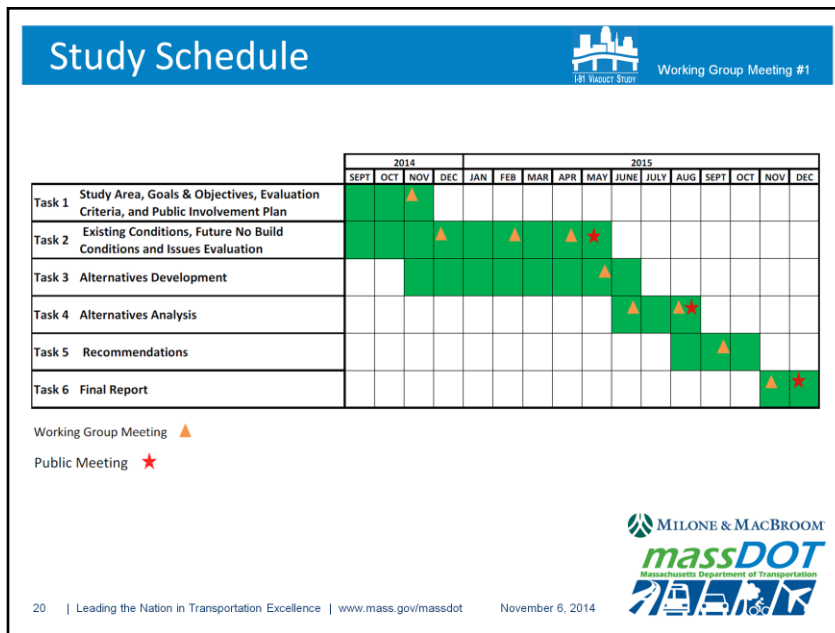 Study Schedule
I-91 VIADUCT STUDY
Working Group Meeting #1
2014 2015
SEPT OCT NOV DEC JAN FEB MAR APR MAY JUNE JULY AUG SEPT OCT NOV DEC
Task 1 Study Area, Goals & Objectives, Evaluation
Criteria, and Public Involvement Plan
Task 2 Existing Conditions, Future No Build
Conditions and Issues Evaluation
Task 3 Alternatives Development
Task 4 Alternatives Analysis
Task 5 Recommendations
Task 6 Final Report
Working Group Meeting
Public Meeting
MILONE & MACBROOM
massDOT
Massachusetts Department of Transportation
20 | Leading the Nation in Transportation Excellence | www.mass.gov/massdot November 6, 2014